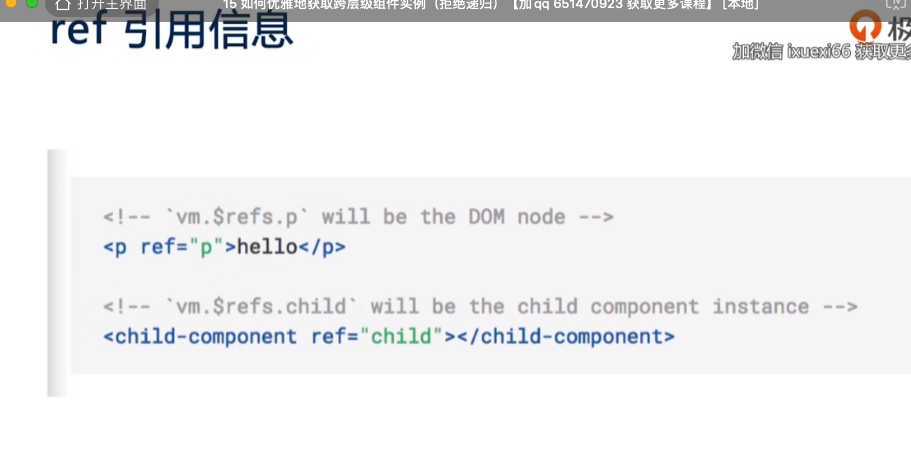 打开主界面
15 如何优雅地获取跨层级组件实例（拒绝递归）【加qq 651470923 获取更多课程】 [本地]
ref 引用信息
极
加微信 ixuexi66 获取更多
<!-- `vm.$refs.p` will be the DOM node -->
<p ref="p">hello</p>
<!-- `vm.$refs.child` will be the child component instance -->
<child-component ref="child"></child-component>